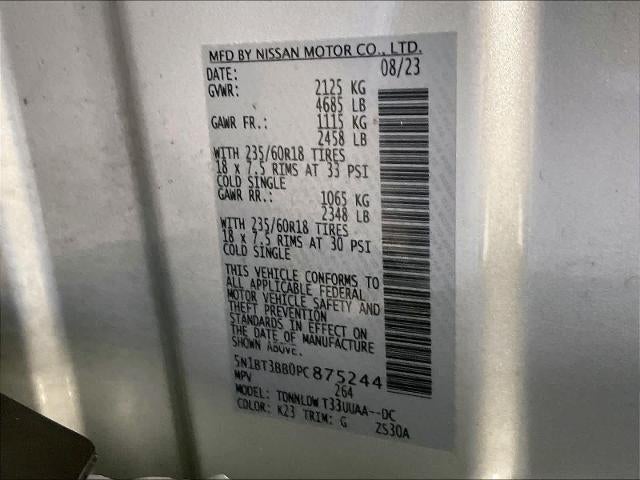 MFD BY NISSAN MOTOR CO., LTD.
DATE: 08/23
GVWR: 2125 KG
4685 LB
GAWR FR.: 1115 KG
2458 LB
WITH 235/60R18 TIRES
18 x 7.5 RIMS AT 33 PSI
COLD SINGLE
GAWR RR.: 1065 KG
2348 LB
WITH 235/60R18 TIRES
18 x 7.5 RIMS AT 30 PSI
COLD SINGLE
THIS VEHICLE CONFORMS TO
ALL APPLICABLE FEDERAL
MOTOR VEHICLE SAFETY AND
THEFT PREVENTION
STANDARDS IN EFFECT ON
THE DATE OF MANUFACTURE
SHOWN ABOVE.
5N1BT3BB0PC875244
MPV 264
MODEL: TDNNLDW T33UUAA--DC
COLOR: K23 TRIM: G 2S30A